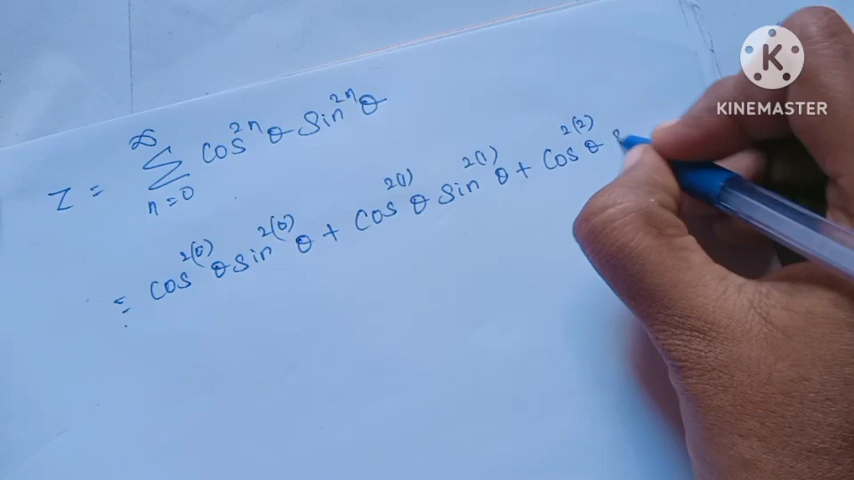 KINEMASTER
Z = ∞ Σ n=0 cos^2n θ sin^2n θ
= cos^2(0) θ sin^2(0) θ + cos^2(1) θ sin^2(1) θ + cos^2(2) θ s